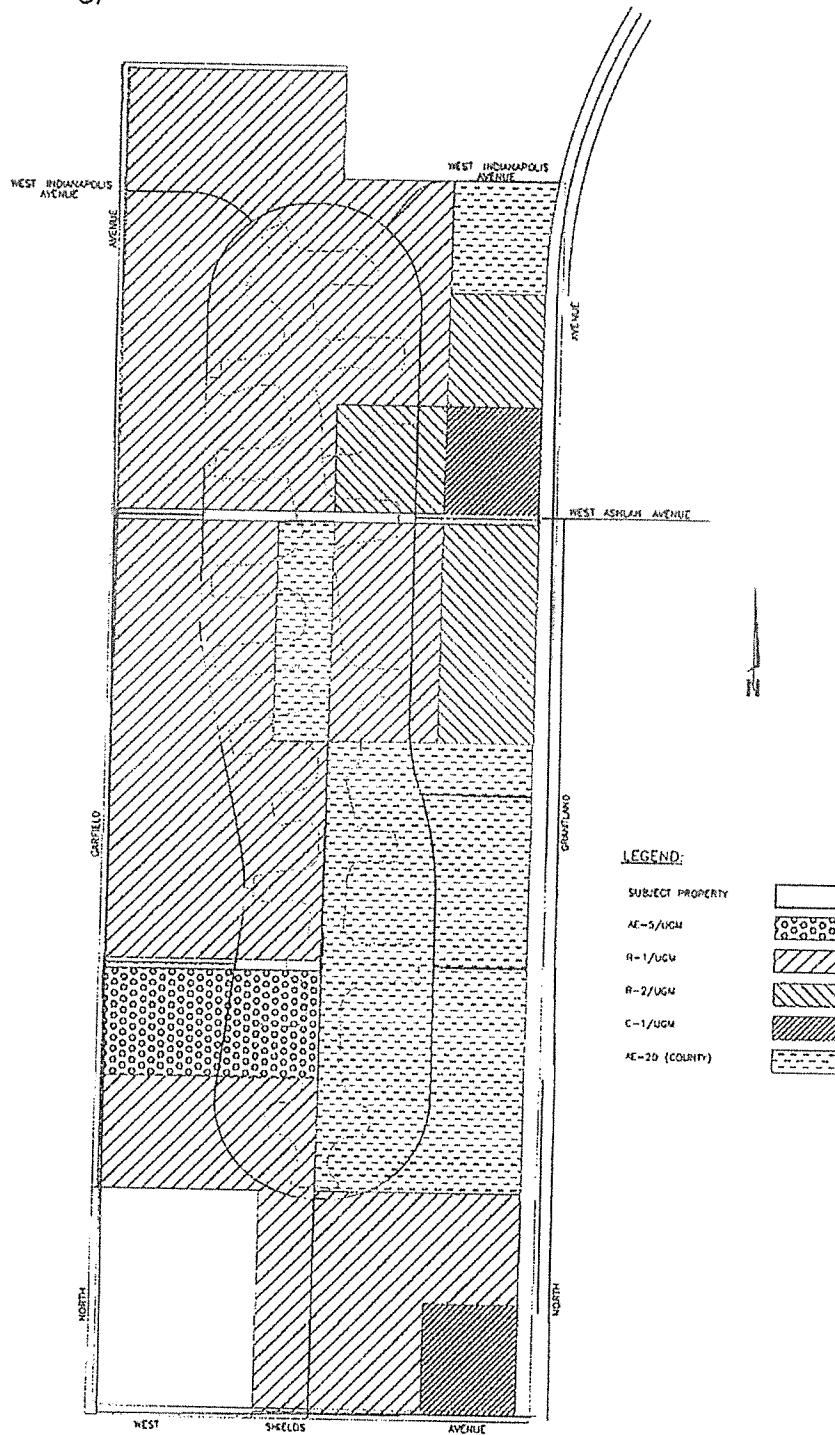 WEST INDIANAPOLIS
AVENUE
WEST INDIANAPOLIS
AVENUE
AVENUE
AVENUE
WEST ASHLAN AVENUE
N
GARFIELD
GRANTLAND
LEGEND:
SUBJECT PROPERTY
AE-5/UGM
R-1/UGM
R-2/UGM
C-1/UGM
AE-20 (COUNTY)
NORTH
NORTH
WEST SHIELDS AVENUE